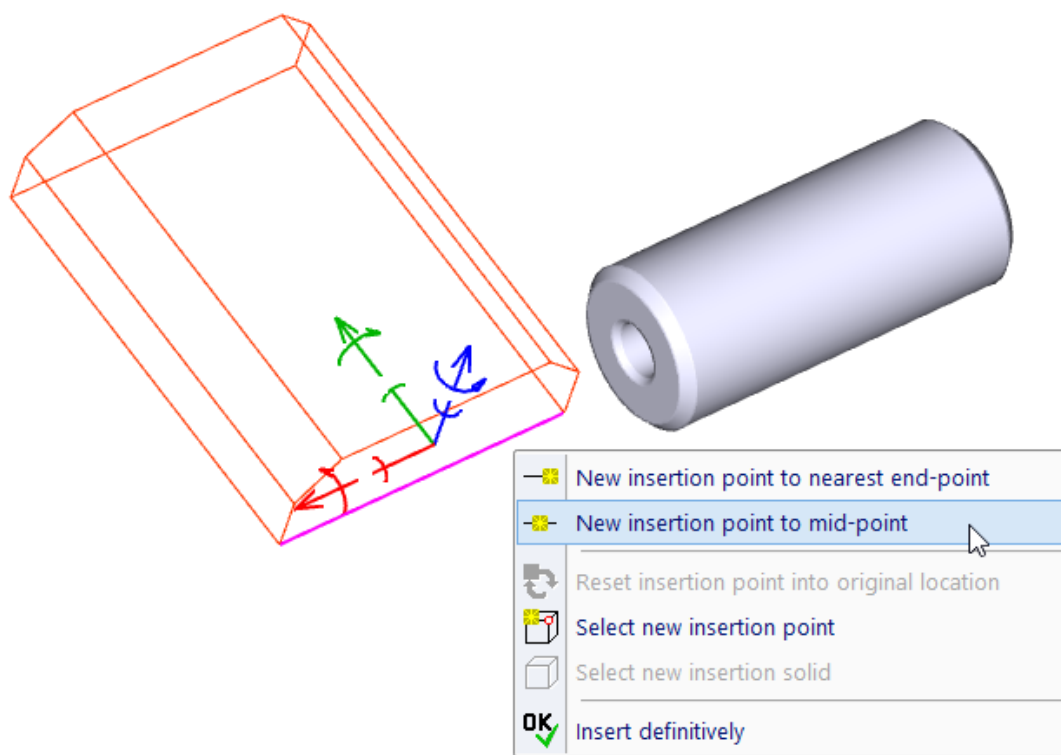 New insertion point to nearest end-point
New insertion point to mid-point
Reset insertion point into original location
Select new insertion point
Select new insertion solid
OK Insert definitively